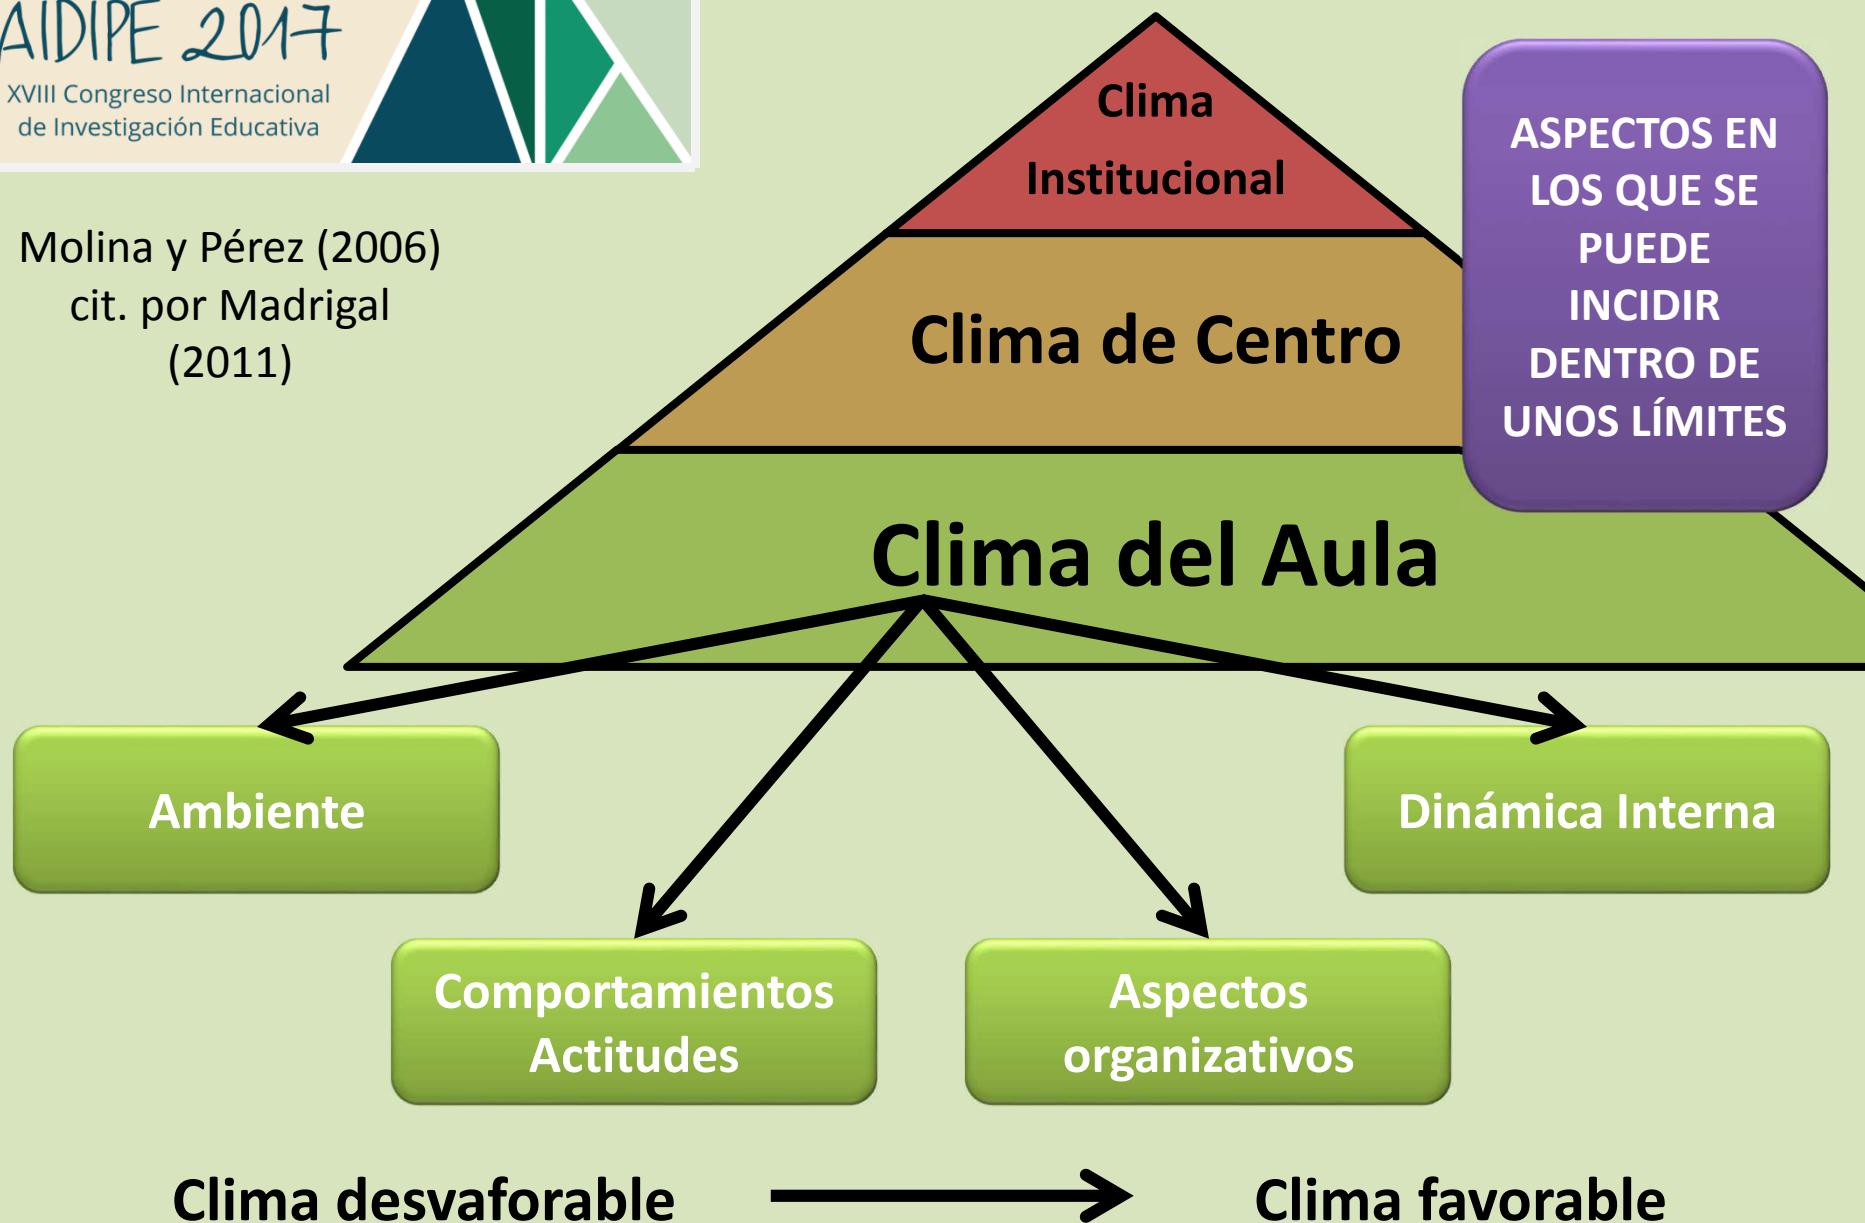 AIDIPE 2017
XVIII Congreso Internacional
de Investigación Educativa
Molina y Pérez (2006)
cit. por Madrigal
(2011)
Clima
Institucional
Clima de Centro
Clima del Aula
ASPECTOS EN
LOS QUE SE
PUEDE
INCIDIR
DENTRO DE
UNOS LÍMITES
Ambiente
Dinámica Interna
Comportamientos
Actitudes
Aspectos
organizativos
Clima desvaforable
Clima favorable